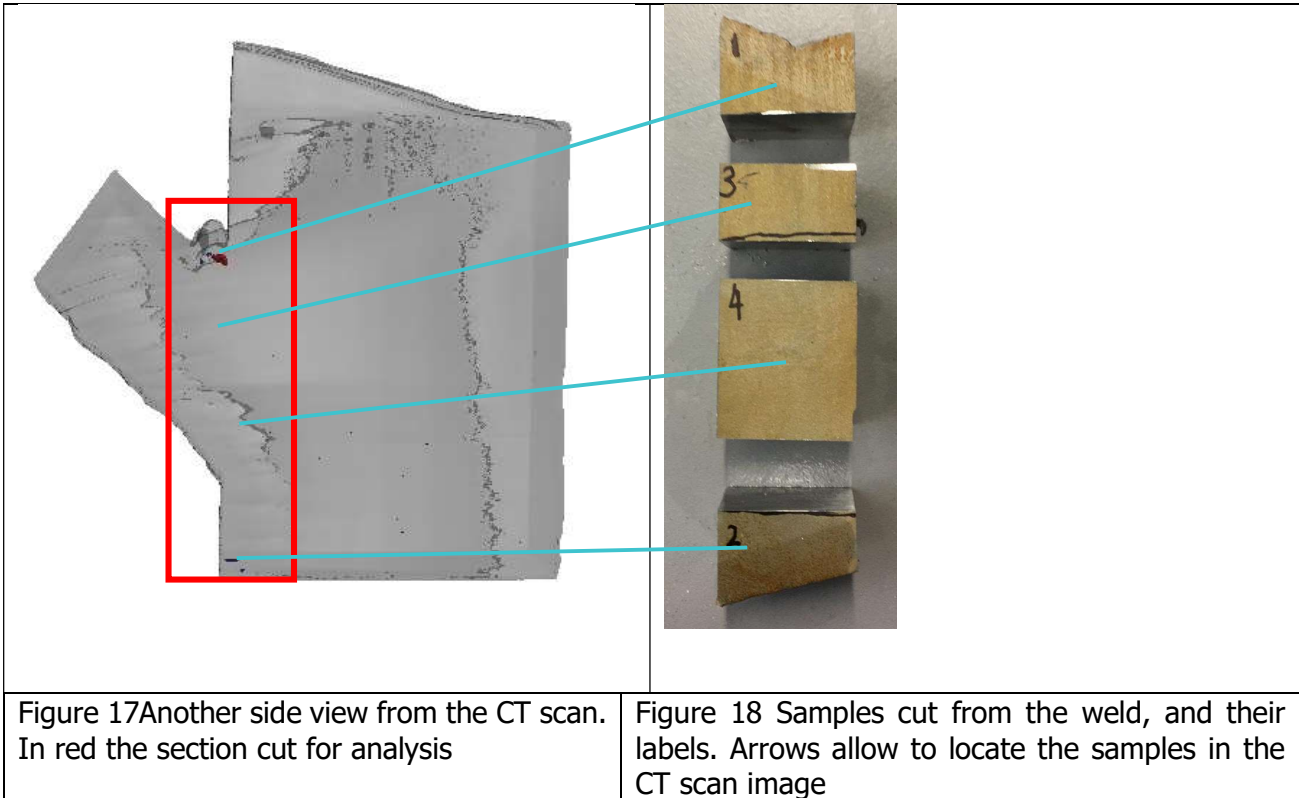 1
3
4
2
Figure 17Another side view from the CT scan.
In red the section cut for analysis
Figure 18 Samples cut from the weld, and their
labels. Arrows allow to locate the samples in the
CT scan image